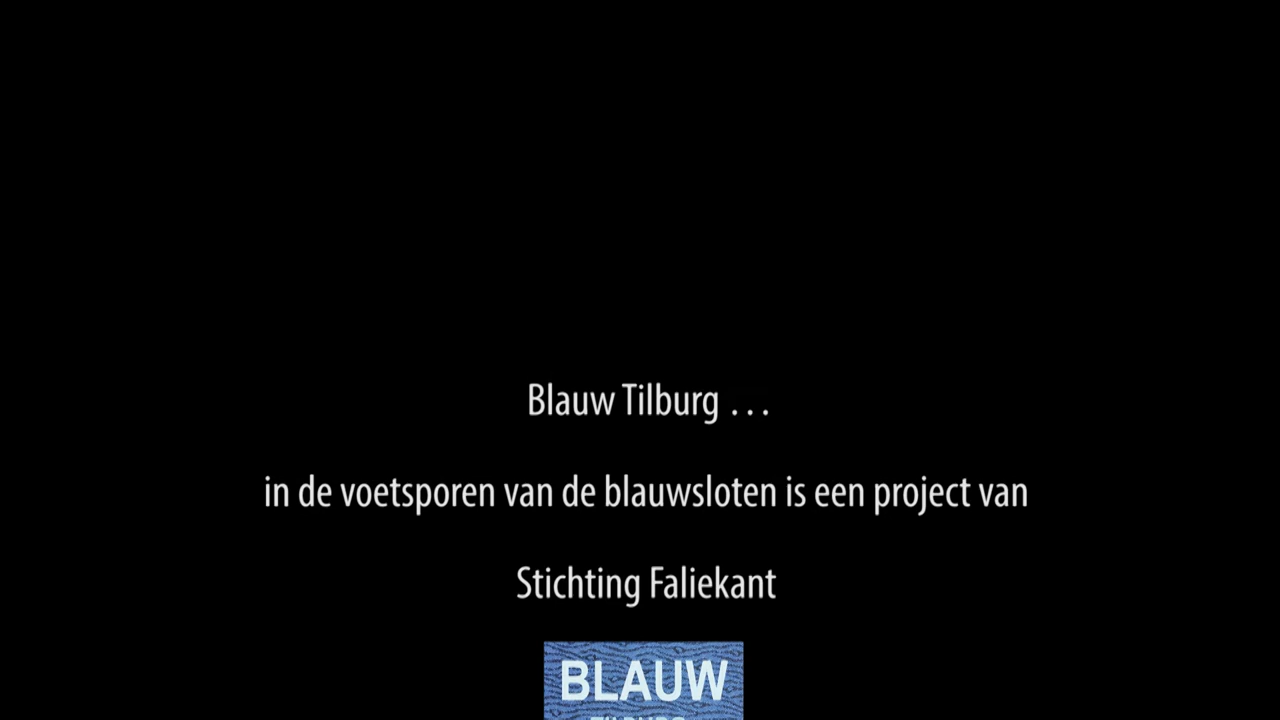 Blauw Tilburg ...
in de voetsporen van de blauwsloten is een project van
Stichting Faliekant
BLAUW